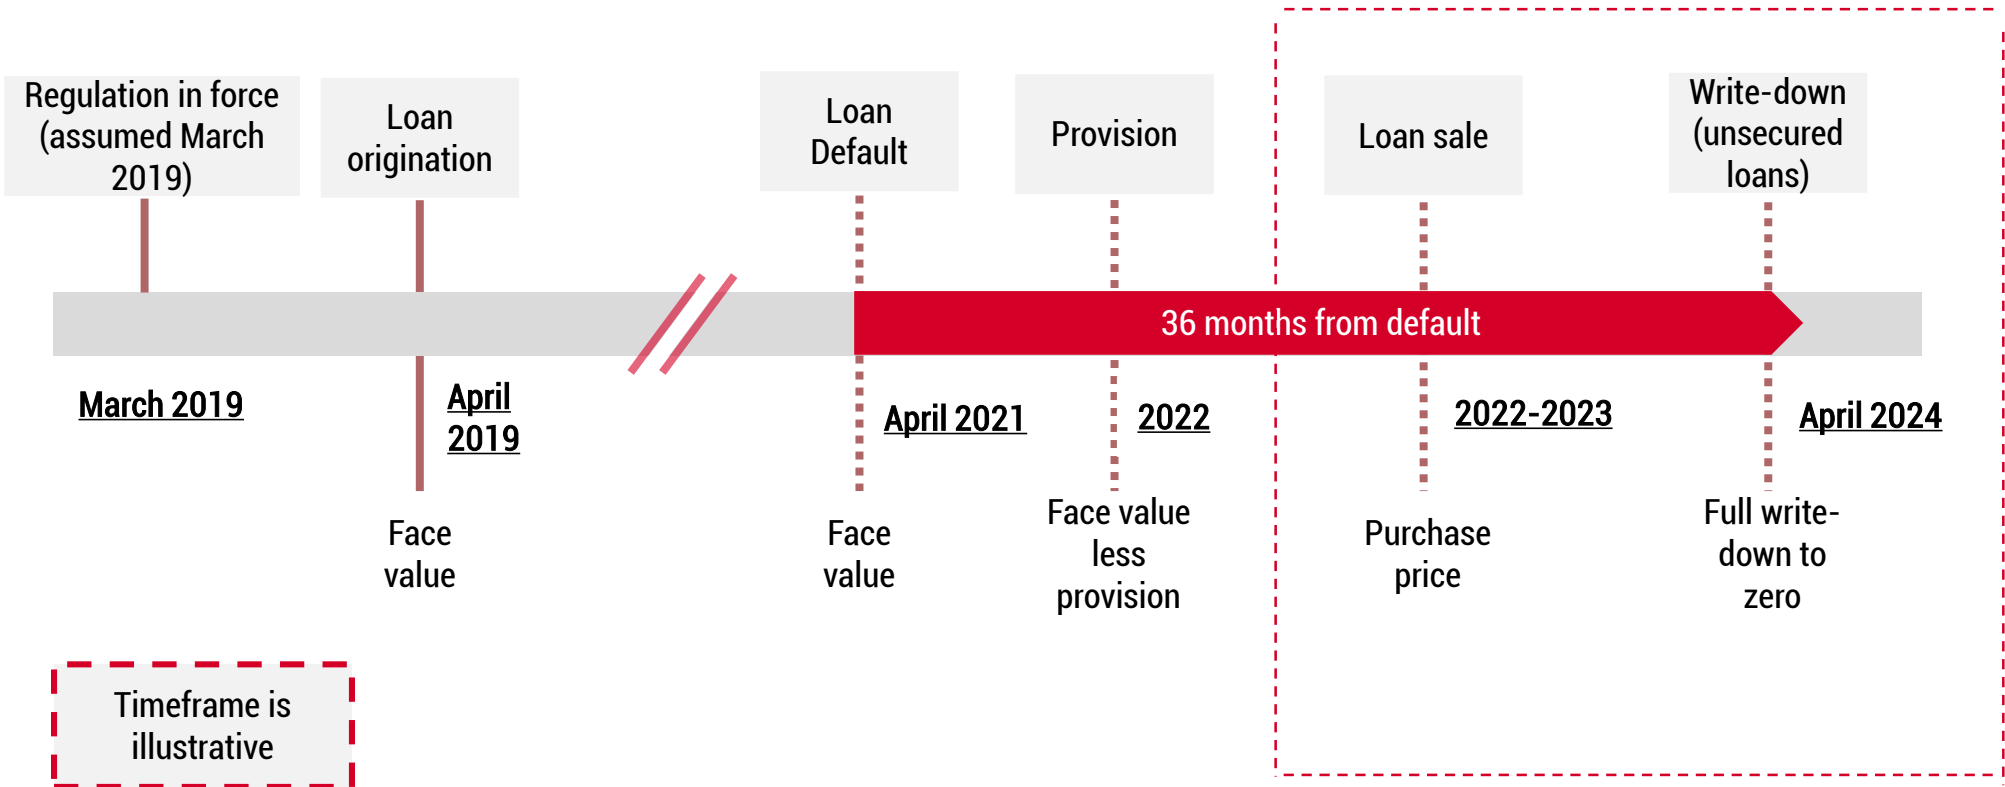 Regulation in force
(assumed March
2019)
Loan
origination
Loan
Default
Provision
Loan sale
Write-down
(unsecured
loans)
36 months from default
March 2019
April
2019
April 2021
2022
2022-2023
April 2024
Face
value
Face
value
Face value
less
provision
Purchase
price
Full write-
down to
zero
Timeframe is
illustrative